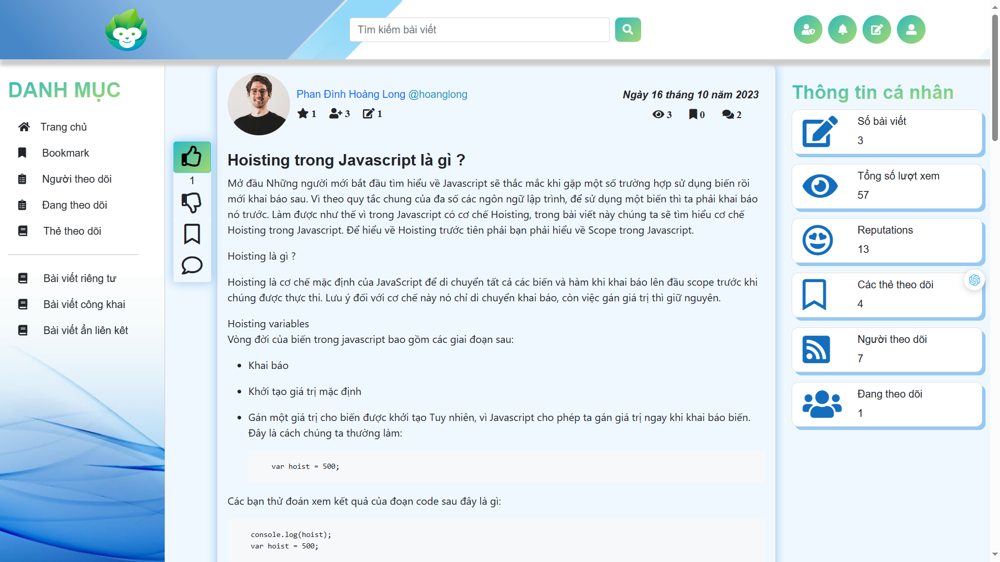 Tìm kiếm bài viết
DANH MỤC
Trang chủ
Bookmark
Người theo dõi
Đang theo dõi
Thẻ theo dõi
Bài viết riêng tư
Bài viết công khai
Bài viết ẩn liên kêt
1
Phan Đình Hoàng Long @hoanglong
1 3 1
Ngày 16 tháng 10 năm 2023
3 0 2
Hoisting trong Javascript là gì ?
Mở đầu Những người mới bắt đầu tìm hiểu về Javascript sẽ thắc mắc khi gặp một số trường hợp sử dụng biến rồi
mới khai báo sau. Vì theo quy tắc chung của đa số các ngôn ngữ lập trình, để sử dụng một biến thì ta phải khai báo
nó trước. Làm được như thế vì trong Javascript có cơ chế Hoisting, trong bài viết này chúng ta sẽ tìm hiểu cơ chế
Hoisting trong Javascript. Để hiểu về Hoisting trước tiên phải bạn phải hiểu về Scope trong Javascript.
Hoisting là gì ?
Hoisting là cơ chế mặc định của JavaScript để di chuyển tất cả các biến và hàm khi khai báo lên đầu scope trước khi
chúng được thực thi. Lưu ý đối với cơ chế này nó chỉ di chuyển khai báo, còn việc gán giá trị thì giữ nguyên.
Hoisting variables
Vòng đời của biến trong javascript bao gồm các giai đoạn sau:
• Khai báo
• Khởi tạo giá trị mặc định
• Gán một giá trị cho biến được khởi tạo Tuy nhiên, vì Javascript cho phép ta gán giá trị ngay khi khai báo biến.
Đây là cách chúng ta thường làm:
var hoist = 500;
Các bạn thử đoán xem kết quả của đoạn code sau đây là gì:
console.log(hoist);
var hoist = 500;
Thông tin cá nhân
Số bài viết
3
Tổng số lượt xem
57
Reputations
13
Các thẻ theo dõi
4
Người theo dõi
7
Đang theo dõi
1